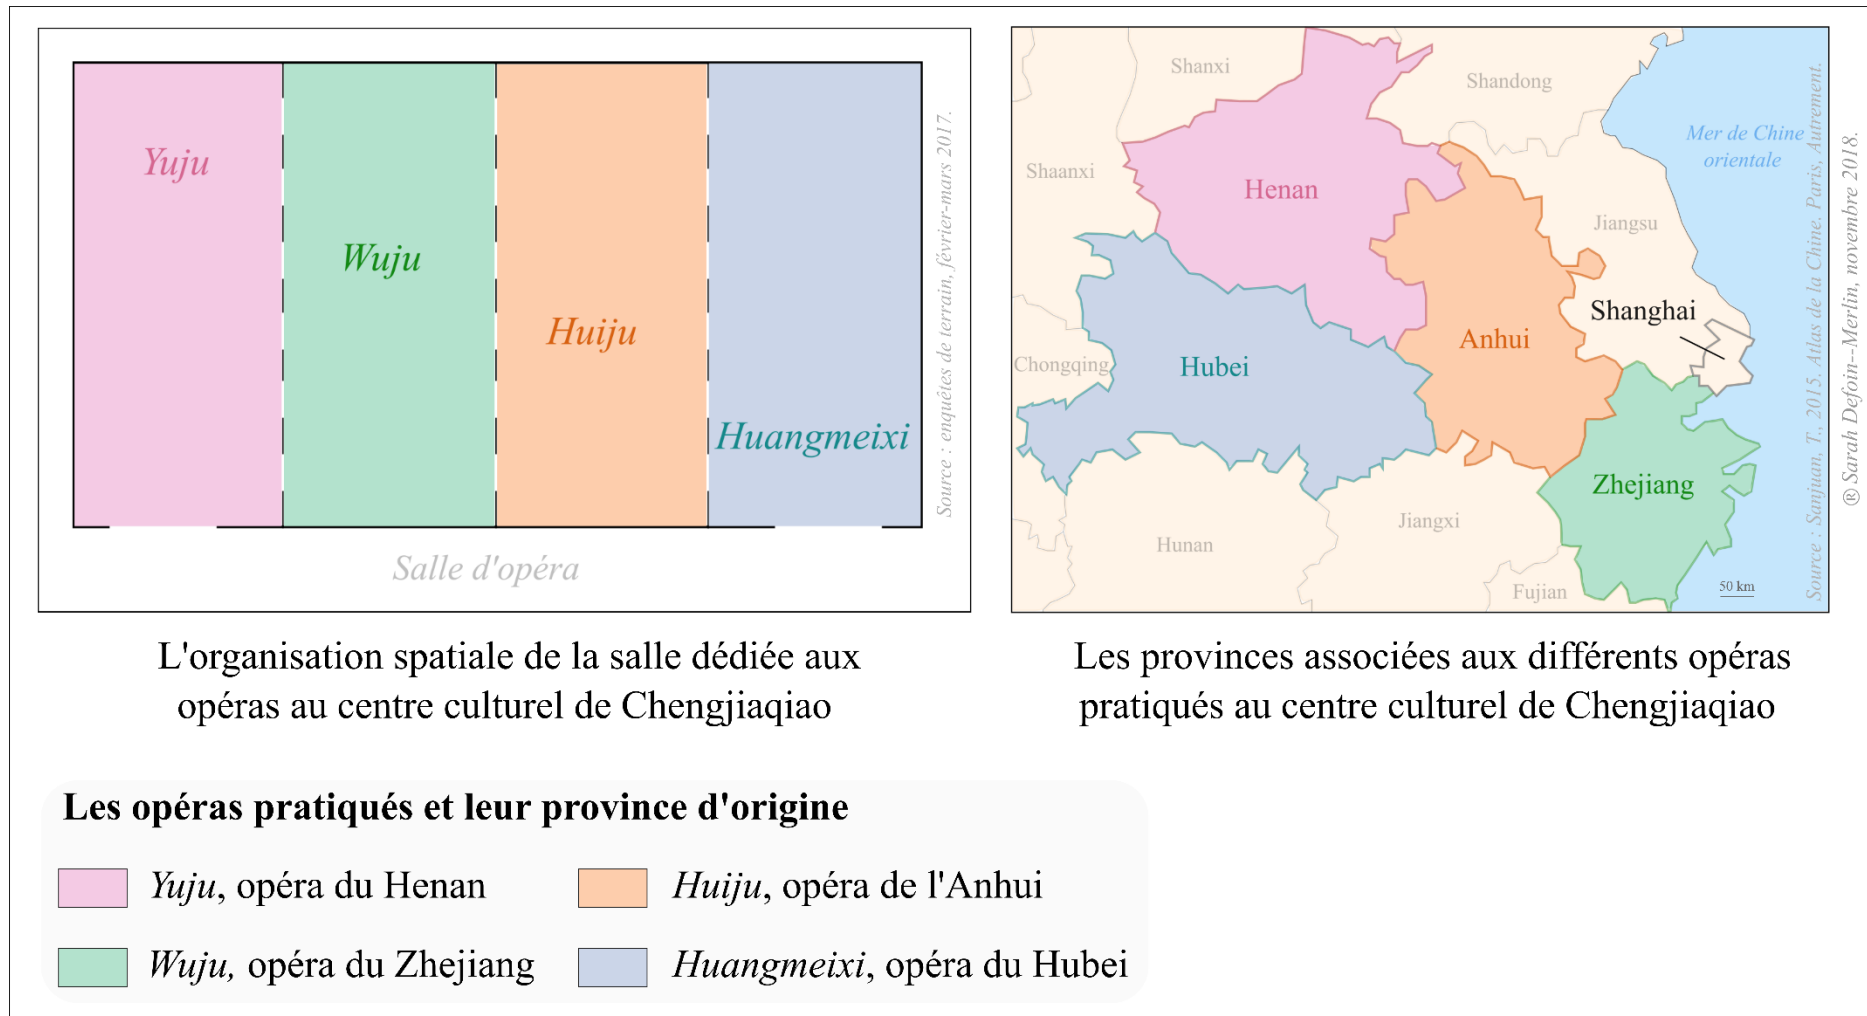 Yuju
Wuju
Huiju
Huangmeixi
Salle d'opéra
Source : enquêtes de terrain, février-mars 2017.
Shanxi
Shandong
Mer de Chine
orientale
Shaanxi
Henan
Jiangsu
Shanghai
Anhui
Chongqing
Hubei
Zhejiang
Jiangxi
Hunan
Fujian
50 km
Source : Sanjuan, T., 2015. Atlas de la Chine. Paris, Autrement.
® Sarah Defoin--Merlin, novembre 2018.
L'organisation spatiale de la salle dédiée aux
opéras au centre culturel de Chengjiaqiao
Les provinces associées aux différents opéras
pratiqués au centre culturel de Chengjiaqiao
Les opéras pratiqués et leur province d'origine
Yuju, opéra du Henan
Huiju, opéra de l'Anhui
Wuju, opéra du Zhejiang
Huangmeixi, opéra du Hubei